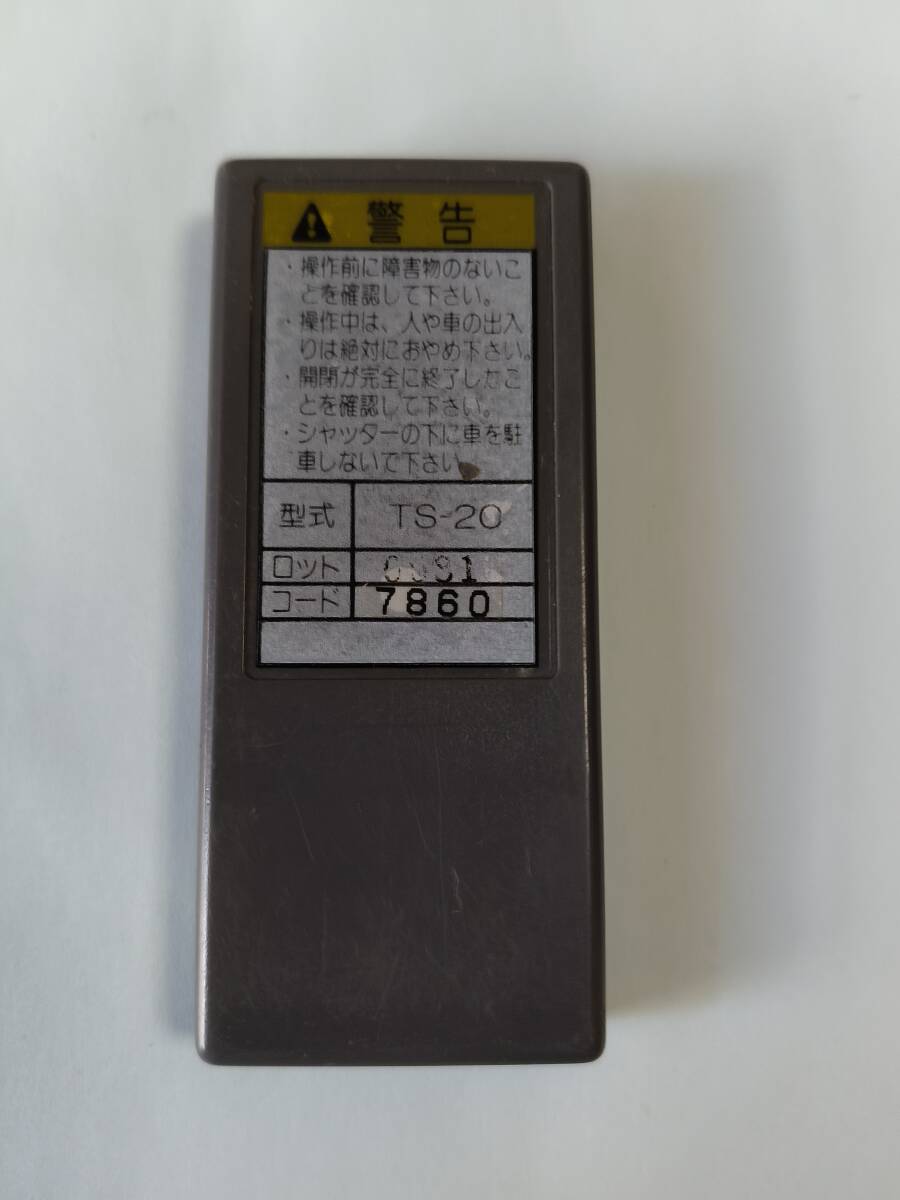 警告
・操作前に障害物のないこ
とを確認して下さい。
・操作中は、人や車の出入
りは絶対におやめ下さい。
・開閉が完全に終了したこ
とを確認して下さい。
・シャッターの下に車を駐
車しないで下さい
型式 TS-20
ロット
コード 7860